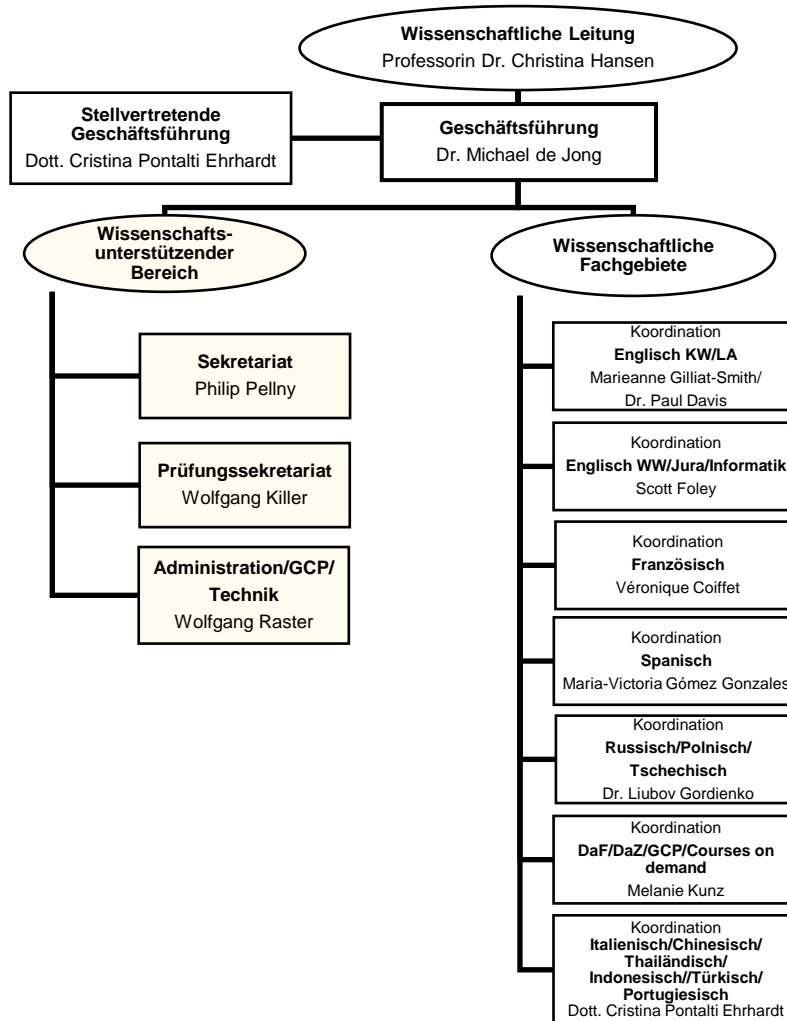 Wissenschaftliche Leitung
Professorin Dr. Christina Hansen
Stellvertretende
Geschäftsführung
Dott. Cristina Pontalti Ehrhardt
Geschäftsführung
Dr. Michael de Jong
Wissenschafts-
unterstützender
Bereich
Sekretariat
Philip Pellny
Prüfungssekretariat
Wolfgang Killer
Administration/GCP/
Technik
Wolfgang Raster
Wissenschaftliche
Fachgebiete
Koordination
Englisch KW/LA
Marieanne Gilliat-Smith/
Dr. Paul Davis
Koordination
Englisch WW/Jura/Informatik
Scott Foley
Koordination
Französisch
Véronique Coiffet
Koordination
Spanisch
Maria-Victoria Gómez Gonzales
Koordination
Russisch/Polnisch/
Tschechisch
Dr. Liubov Gordienko
Koordination
DaF/DaZ/GCP/Courses on
demand
Melanie Kunz
Koordination
Italienisch/Chinesisch/
Thailändisch/
Indonesisch//Türkisch/
Portugiesisch
Dott. Cristina Pontalti Ehrhardt